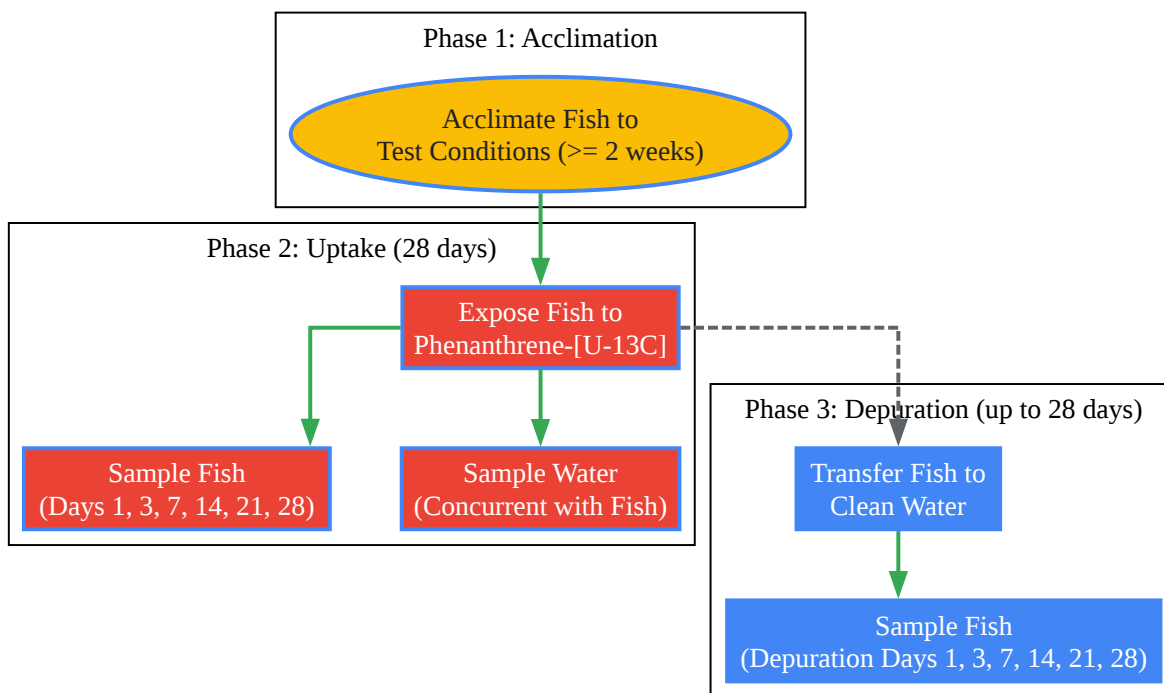 Phase 1: Acclimation
Acclimate Fish to
Test Conditions (>= 2 weeks)
Phase 2: Uptake (28 days)
Expose Fish to
Phenanthrene-[U-13C]
Sample Fish
(Days 1, 3, 7, 14, 21, 28)
Sample Water
(Concurrent with Fish)
Phase 3: Depuration (up to 28 days)
Transfer Fish to
Clean Water
Sample Fish
(Depuration Days 1, 3, 7, 14, 21, 28)